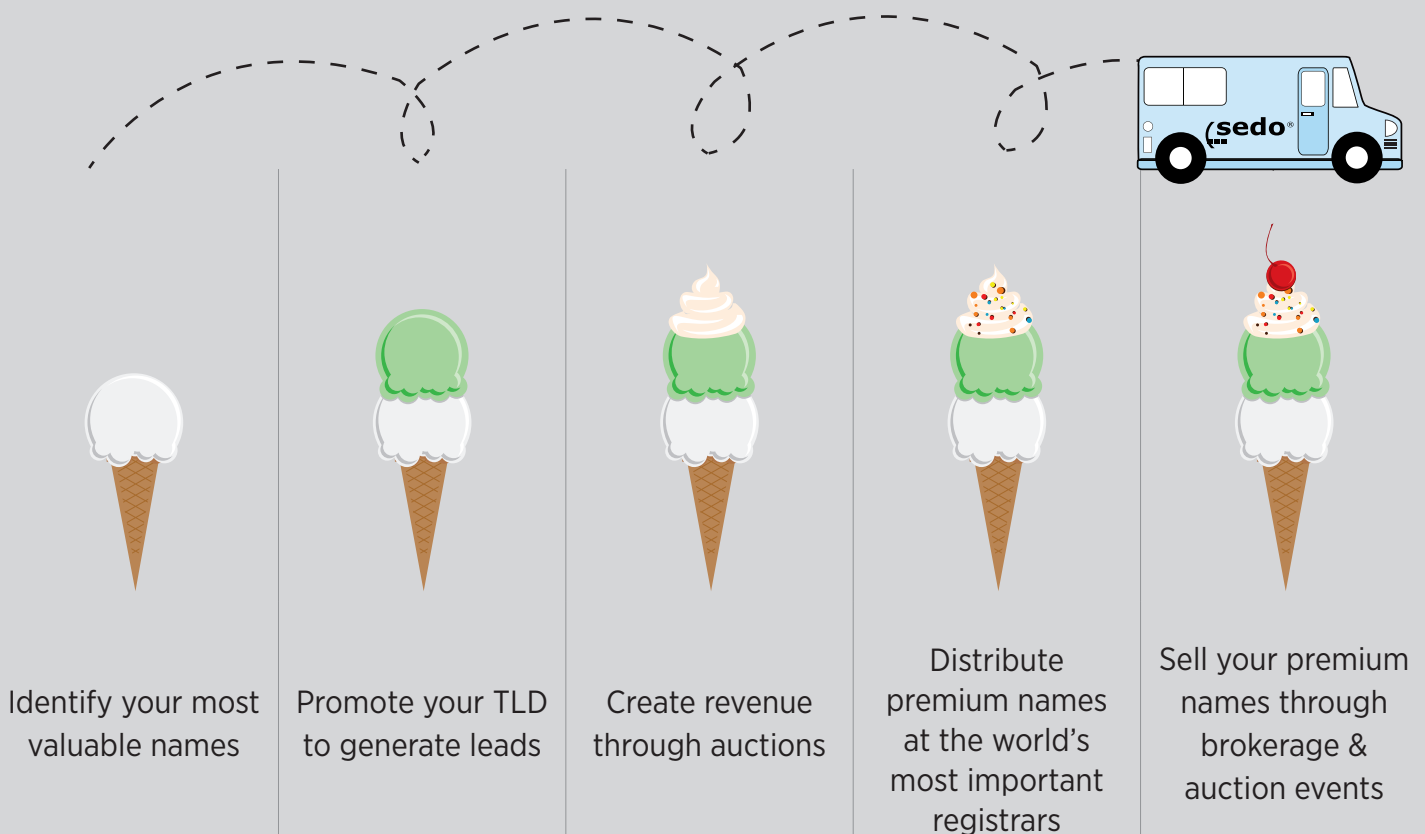 sedo®
Identify your most
valuable names
Promote your TLD
to generate leads
Create revenue
through auctions
Distribute
premium names
at the world’s
most important
registrars
Sell your premium
names through
brokerage &
auction events